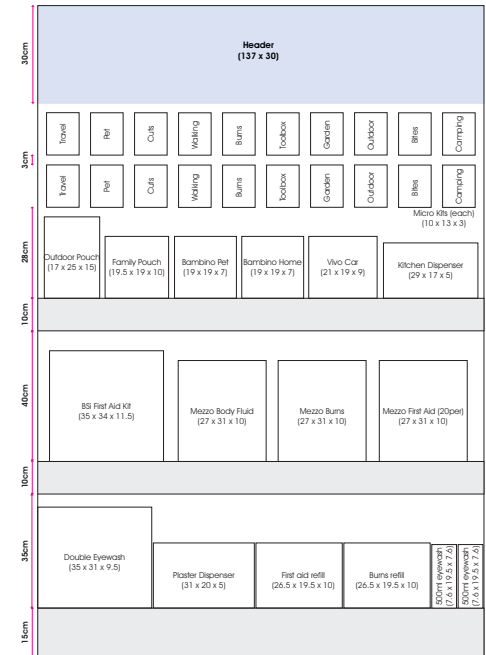 30cm
Header
(137 x 30)
Travel
Pet
Cuts
Walking
Burns
Toolbox
Garden
Outdoor
Bites
Camping
3cm
Travel
Pet
Cuts
Walking
Burns
Toolbox
Garden
Outdoor
Bites
Camping
Micro Kits (each)
(10 x 13 x 3)
28cm
Outdoor Pouch
(17 x 25 x 15)
Family Pouch
(19.5 x 19 x 10)
Bambino Pet
(19 x 19 x 7)
Bambino Home
(19 x 19 x 7)
Vivo Car
(21 x 19 x 9)
Kitchen Dispenser
(29 x 17 x 5)
10cm
40cm
BSi First Aid Kit
(35 x 34 x 11.5)
Mezzo Body Fluid
(27 x 31 x 10)
Mezzo Burns
(27 x 31 x 10)
Mezzo First Aid (20per)
(27 x 31 x 10)
10cm
35cm
Double Eyewash
(35 x 31 x 9.5)
Plaster Dispenser
(31 x 20 x 5)
First aid refill
(26.5 x 19.5 x 10)
Burns refill
(26.5 x 19.5 x 10)
500ml eyewash
(7.6 x 19.5 x 7.6)
500ml eyewash
(7.6 x 19.5 x 7.6)
15cm